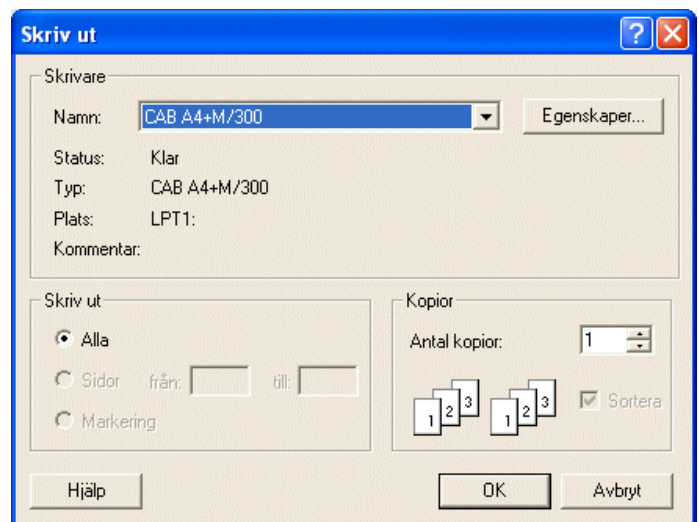 Skriv ut
Skrivare
Namn: CAB A4+M/300 Egenskaper...
Status: Klar
Typ: CAB A4+M/300
Plats: LPT1:
Kommentar:
Skriv ut
Alla
Sidor från: till:
Markering
Kopior
Antal kopior: 1
1 2 3 1 2 3 Sortera
Hjälp OK Avbryt